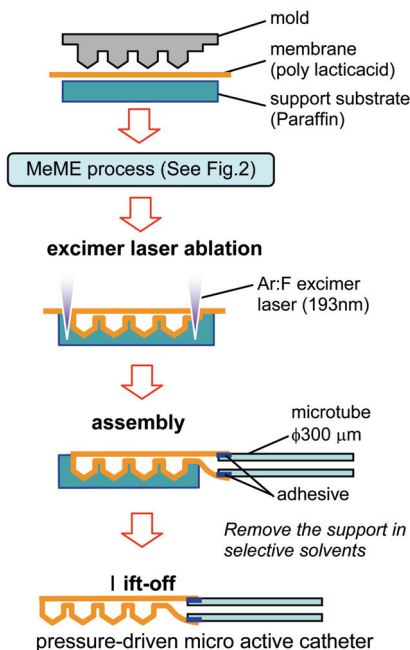 mold
membrane
(poly lacticacid)
support substrate
(Paraffin)
MeME process (See Fig.2)
excimer laser ablation
Ar:F excimer
laser (193nm)
assembly
microtube
ϕ300 μm
adhesive
Remove the support in
selective solvents
l ift-off
pressure-driven micro active catheter